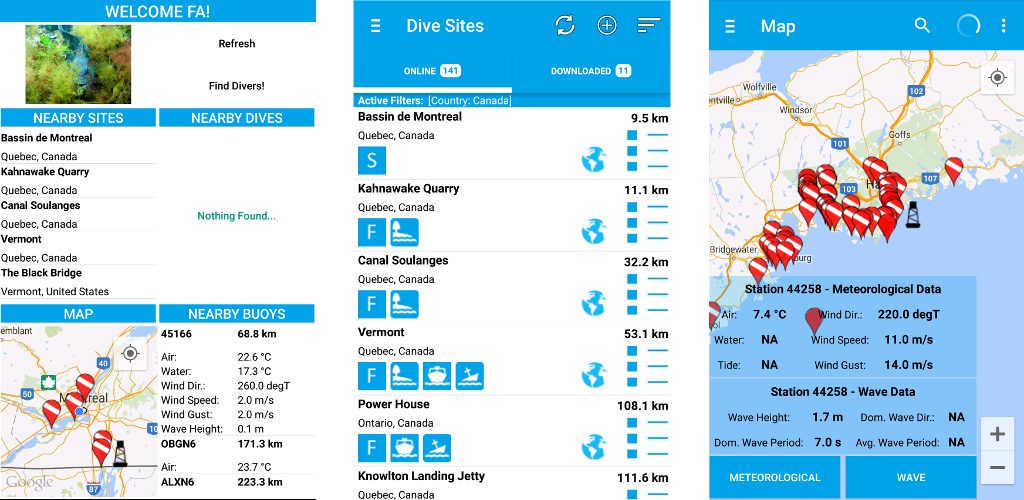 WELCOME FA!
Refresh
Find Divers!
NEARBY SITES
NEARBY DIVES
Bassin de Montreal
Quebec, Canada
Kahnawake Quarry
Quebec, Canada
Canal Soulanges
Quebec, Canada
Vermont
Quebec, Canada
The Black Bridge
Vermont, United States
Nothing Found...
MAP
NEARBY BUOYS
emblant
40
50
10
87
Google
45166 68.8 km
Air: 22.6 °C
Water: 17.3 °C
Wind Dir.: 260.0 degT
Wind Speed: 2.0 m/s
Wind Gust: 2.0 m/s
Wave Height: 0.1 m
OBGN6 171.3 km
Air: 23.7 °C
ALXN6 223.3 km
Dive Sites
ONLINE 141
DOWNLOADED 11
Active Filters: [Country: Canada]
Bassin de Montreal 9.5 km
Quebec, Canada
S
Kahnawake Quarry 11.1 km
Quebec, Canada
F
Canal Soulanges 32.2 km
Quebec, Canada
F
Vermont 53.1 km
Quebec, Canada
F
Power House 108.1 km
Ontario, Canada
F
Knowlton Landing Jetty 111.6 km
Quebec, Canada
Map
Wolfville
entville
Windsor
102
Goffs
101
107
103
Ha
Bridgewater
burg
Station 44258 - Meteorological Data
Air: 7.4 °C Wind Dir.: 220.0 degT
Water: NA Wind Speed: 11.0 m/s
Tide: NA Wind Gust: 14.0 m/s
Station 44258 - Wave Data
Wave Height: 1.7 m Dom. Wave Dir.: NA
Dom. Wave Period: 7.0 s Avg. Wave Period: NA
METEOROLOGICAL
WAVE